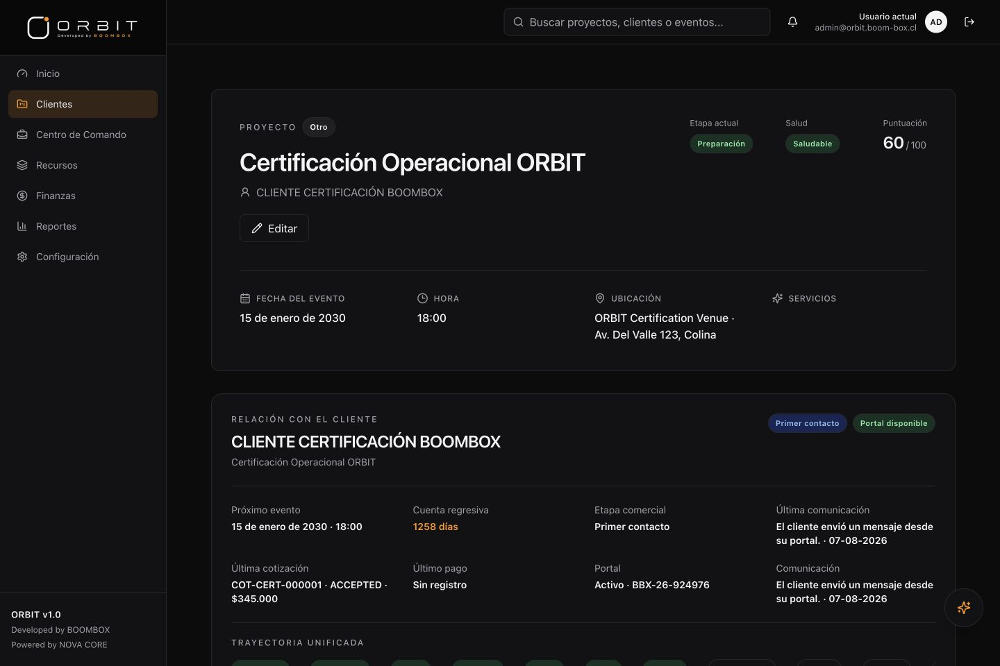 ORBIT
Developed by BOOMBOX
Buscar proyectos, clientes o eventos...
Usuario actual
admin@orbit.boom-box.cl
AD
Inicio
Clientes
Centro de Comando
Recursos
Finanzas
Reportes
Configuración
PROYECTO
Otro
Certificación Operacional ORBIT
CLIENTE CERTIFICACIÓN BOOMBOX
Editar
Etapa actual
Preparación
Salud
Saludable
Puntuación
60 / 100
FECHA DEL EVENTO
15 de enero de 2030
HORA
18:00
UBICACIÓN
ORBIT Certification Venue ·
Av. Del Valle 123, Colina
SERVICIOS
RELACIÓN CON EL CLIENTE
CLIENTE CERTIFICACIÓN BOOMBOX
Certificación Operacional ORBIT
Primer contacto
Portal disponible
Próximo evento
15 de enero de 2030 · 18:00
Cuenta regresiva
1258 días
Etapa comercial
Primer contacto
Última comunicación
El cliente envió un mensaje desde
su portal. · 07-08-2026
Última cotización
COT-CERT-000001 · ACCEPTED ·
$345.000
Último pago
Sin registro
Portal
Activo · BBX-26-924976
Comunicación
El cliente envió un mensaje desde
su portal. · 07-08-2026
TRAYECTORIA UNIFICADA
ORBIT v1.0
Developed by BOOMBOX
Powered by NOVA CORE